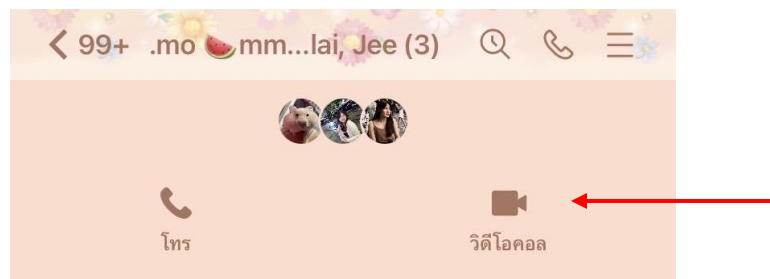 99+ .mo 🍉mm...lai, Jee (3)
โทร
วิดีโอคอล